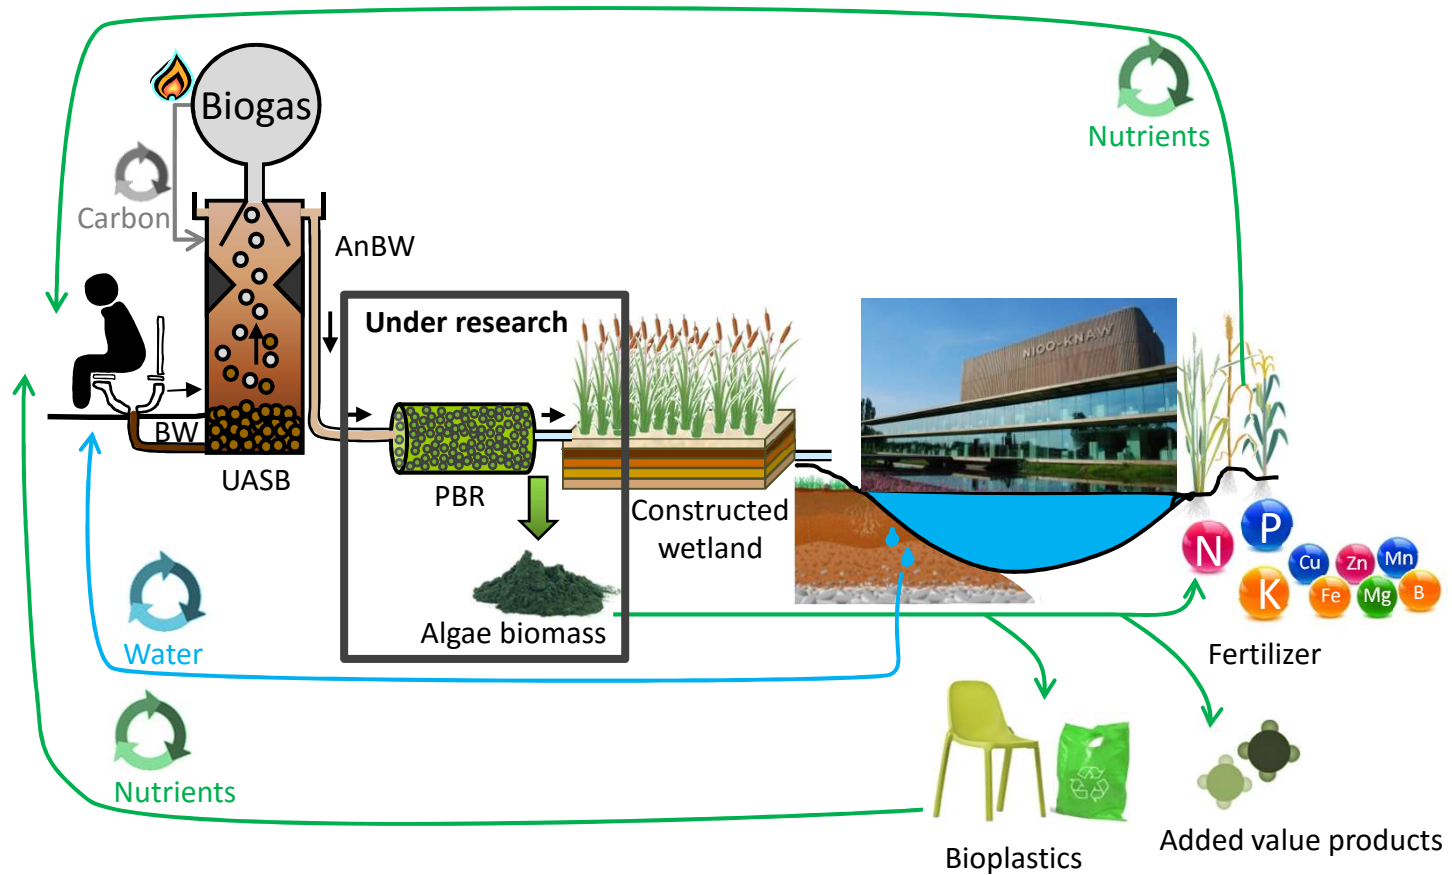 Biogas
Nutrients
Carbon
AnBW
Under research
NIOO-KNAW
BW
UASB
PBR
Constructed
wetland
N
P
K
Cu
Zn
Mn
Fe
Mg
B
Algae biomass
Fertilizer
Water
Nutrients
Bioplastics
Added value products